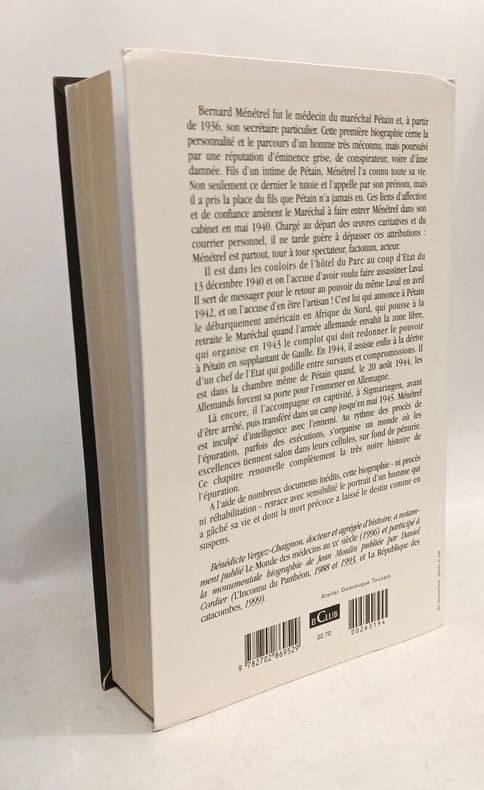 Bernard Ménétrel fut le médecin du maréchal Pétain et, à partir
de 1936, son secrétaire particulier. Cette première biographie cerne la
personnalité et le parcours d'un homme très méconnu, mais poursuivi
par une réputation d'éminence grise, de conspirateur, voire d'âme
damnée. Fils d'un intime de Pétain, Ménétrel l'a connu toute sa vie.
Non seulement ce dernier le tutoie et l'appelle par son prénom, mais
il a pris la place du fils que Pétain n'a jamais eu. Ces liens d'affection
et de confiance amènent le Maréchal à faire entrer Ménétrel dans son
cabinet en mai 1940. Chargé au départ des œuvres caritatives et du
courrier personnel, il ne tarde guère à dépasser ces attributions :
Ménétrel est partout, tour à tour spectateur, factotum, acteur.
Il est dans les couloirs de l'hôtel du Parc au coup d'Etat du
13 décembre 1940 et on l'accuse d'avoir voulu faire assassiner Laval.
Il sert de messager pour le retour au pouvoir du même Laval en avril
1942, et on l'accuse d'en être l'artisan ! C'est lui qui annonce à Pétain
le débarquement américain en Afrique du Nord, qui pousse à la
retraite le Maréchal quand l'armée allemande envahit la zone libre,
qui organise en 1943 le complot qui doit redonner le pouvoir
à Pétain en supplantant de Gaulle. En 1944, il assiste enfin à la dérive
d'un chef de l'Etat qui godille entre sursauts et compromissions. Il
est dans la chambre même de Pétain quand, le 20 août 1944, les
Allemands forcent sa porte pour l'emmener en Allemagne.
Là encore, il l'accompagne en captivité, à Sigmaringen, avant
d'être arrêté, puis transféré dans un camp jusqu'en mai 1945. Ménétrel
est inculpé d'intelligence avec l'ennemi. Au rythme des procès de
l'épuration, parfois des exécutions, s'organise un monde où les
excellences tiennent salon dans leurs cellules, sur fond de pénurie.
Ce chapitre renouvelle complètement la très noire histoire de
l'épuration.
A l'aide de nombreux documents inédits, cette biographie - ni procès
ni réhabilitation - retrace avec sensibilité le portrait d'un homme qui
a gâché sa vie et dont la mort précoce a laissé le destin comme en
suspens.
Bénédicte Vergez-Chaignon, docteur et agrégée d'histoire, a notam-
ment publié Le Monde des médecins au XXe siècle (1996) et participé à
la monumentale biographie de Jean Moulin publiée par Daniel
Cordier (L'Inconnu du Panthéon, 1988 et 1993, et La République des
catacombes, 1999).
Atelier Dominique Toutain
LE CLUB
22.70
9 782702 869529
00263194